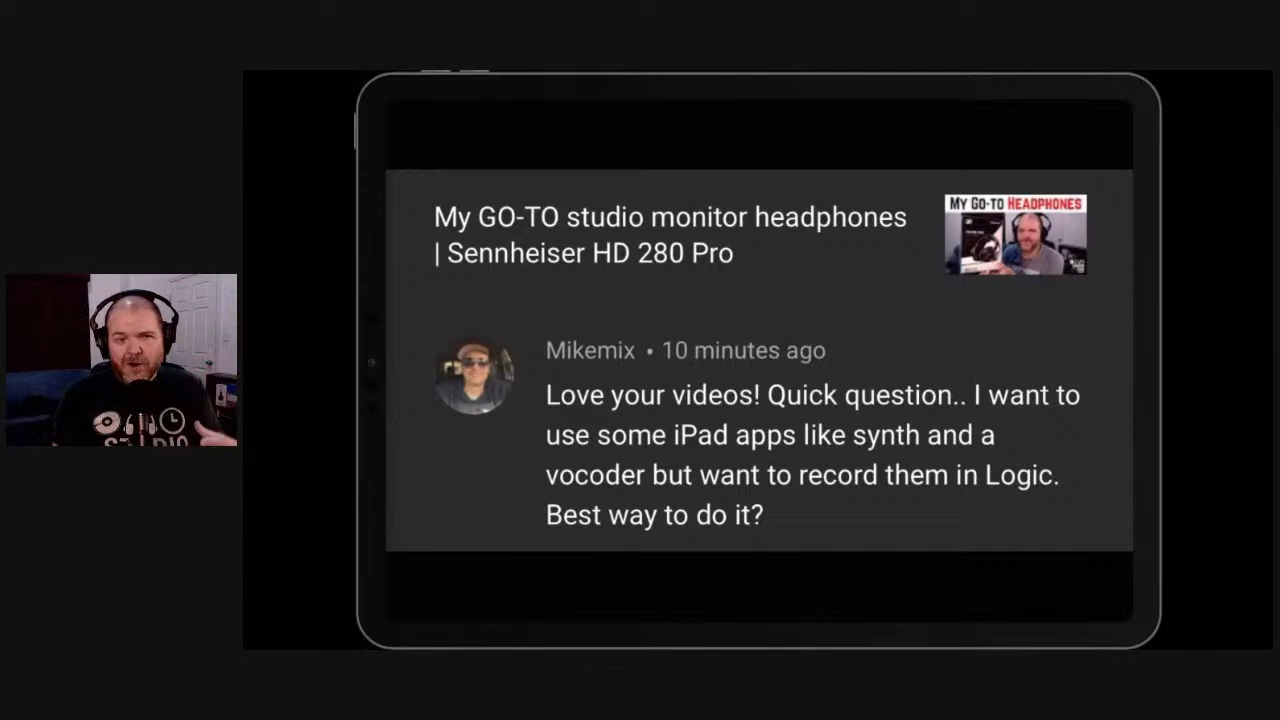 My GO-TO studio monitor headphones
| Sennheiser HD 280 Pro
MY GO-TO HEADPHONES
Mikemix • 10 minutes ago
Love your videos! Quick question.. I want to
use some iPad apps like synth and a
vocoder but want to record them in Logic.
Best way to do it?
STUDIO